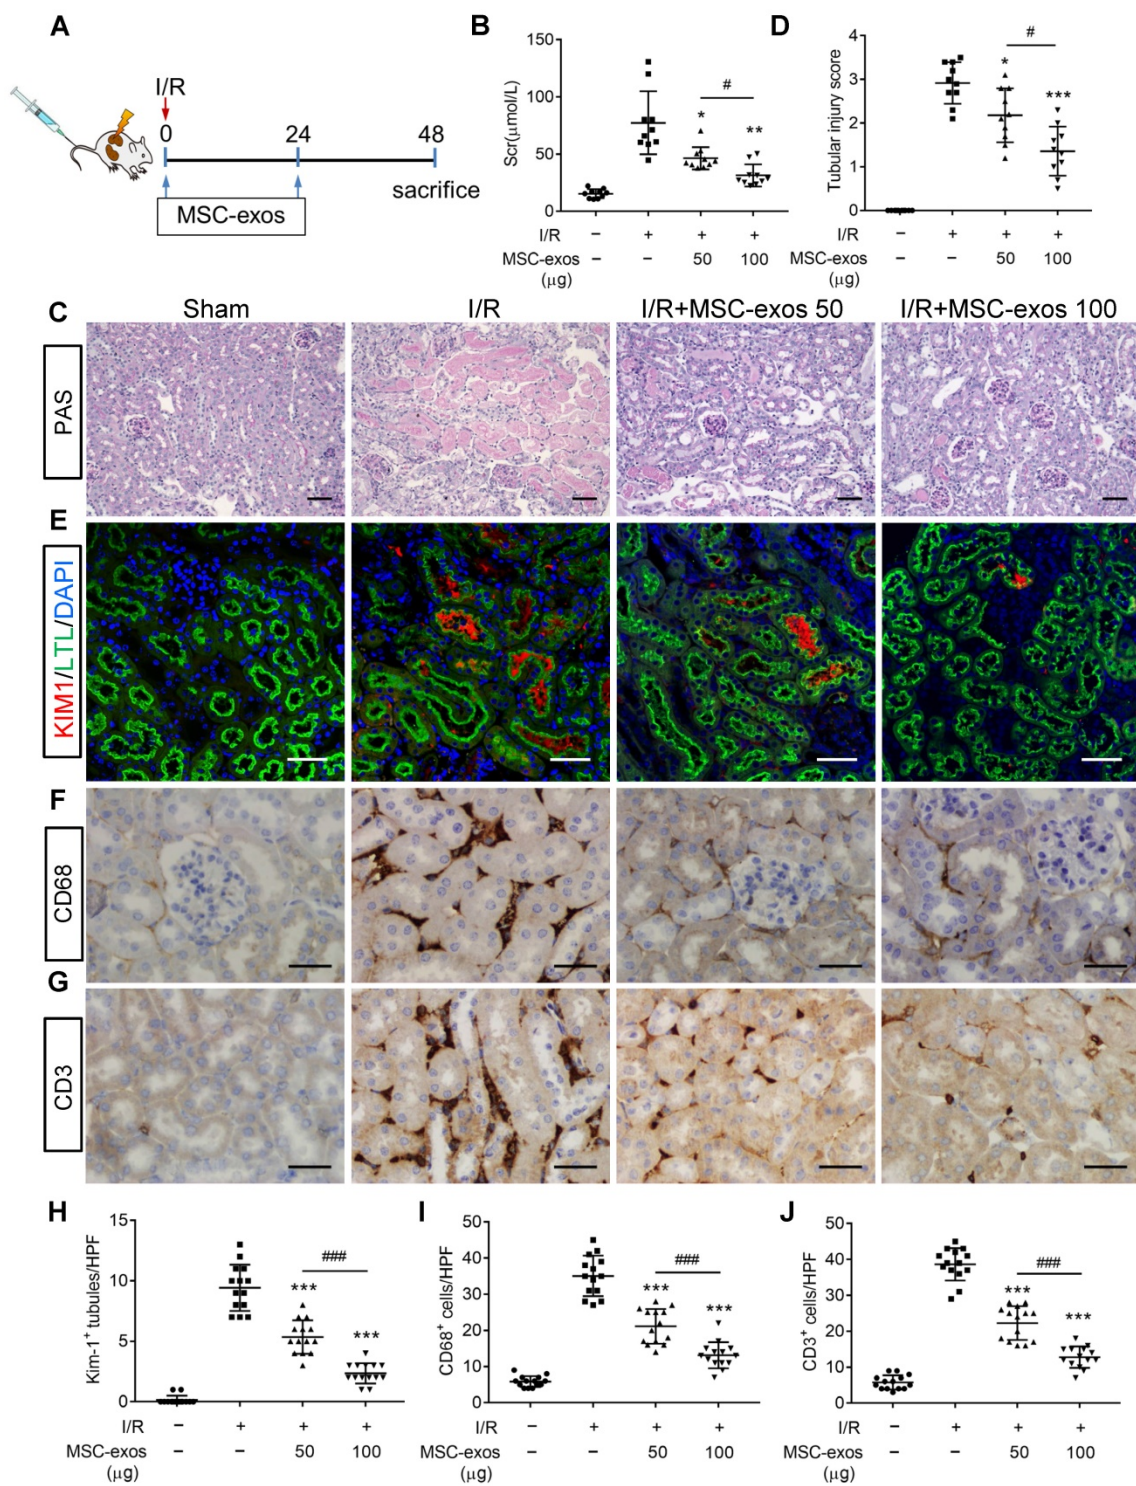 A
I/R
0 24 48
sacrifice
MSC-exos
B
Scr(μmol/L)
150
100
50
0
*
**
#
I/R – + + +
MSC-exos – – 50 100
(μg)
D
Tubular injury score
4
3
2
1
0
*
***
#
I/R – + + +
MSC-exos – – 50 100
(μg)
Sham I/R I/R+MSC-exos 50 I/R+MSC-exos 100
C
PAS
E
KIM1/LTL/DAPI
F
CD68
G
CD3
H
Kim-1+ tubules/HPF
15
10
5
0
***
***
###
I/R – + + +
MSC-exos – – 50 100
(μg)
I
CD68+ cells/HPF
50
40
30
20
10
0
***
***
###
I/R – + + +
MSC-exos – – 50 100
(μg)
J
CD3+ cells/HPF
50
40
30
20
10
0
***
***
###
I/R – + + +
MSC-exos – – 50 100
(μg)